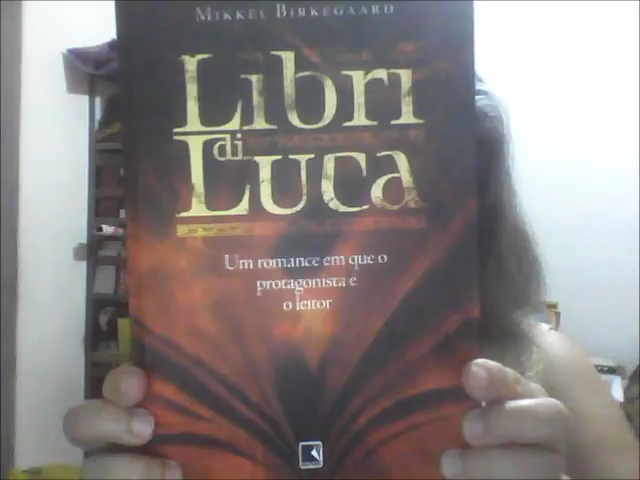 MIKKEL BIRKEGAARD
Libri
di
Luca
Um romance em que o
protagonista é
o leitor